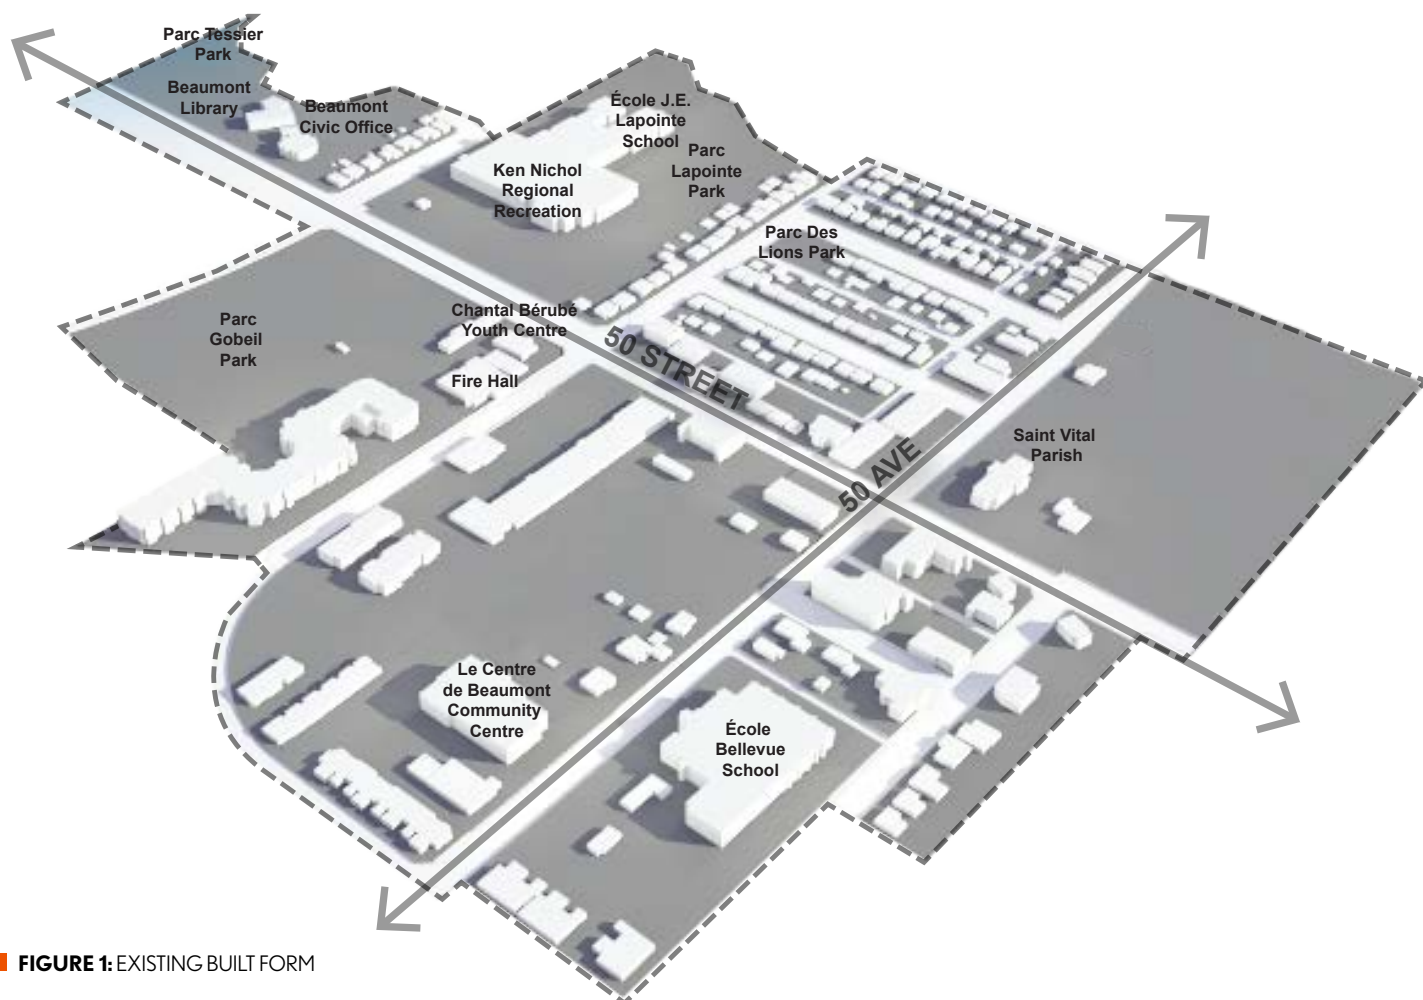 Parc Tessier
Park
Beaumont
Library
Beaumont
Civic Office
École J.E.
Lapointe
School
Parc
Lapointe
Park
Ken Nichol
Regional
Recreation
Parc Des
Lions Park
Parc
Gobeil
Park
Chantal Bérubé
Youth Centre
Fire Hall
50 STREET
50 AVE
Saint Vital
Parish
Le Centre
de Beaumont
Community
Centre
École
Bellevue
School
FIGURE 1: EXISTING BUILT FORM